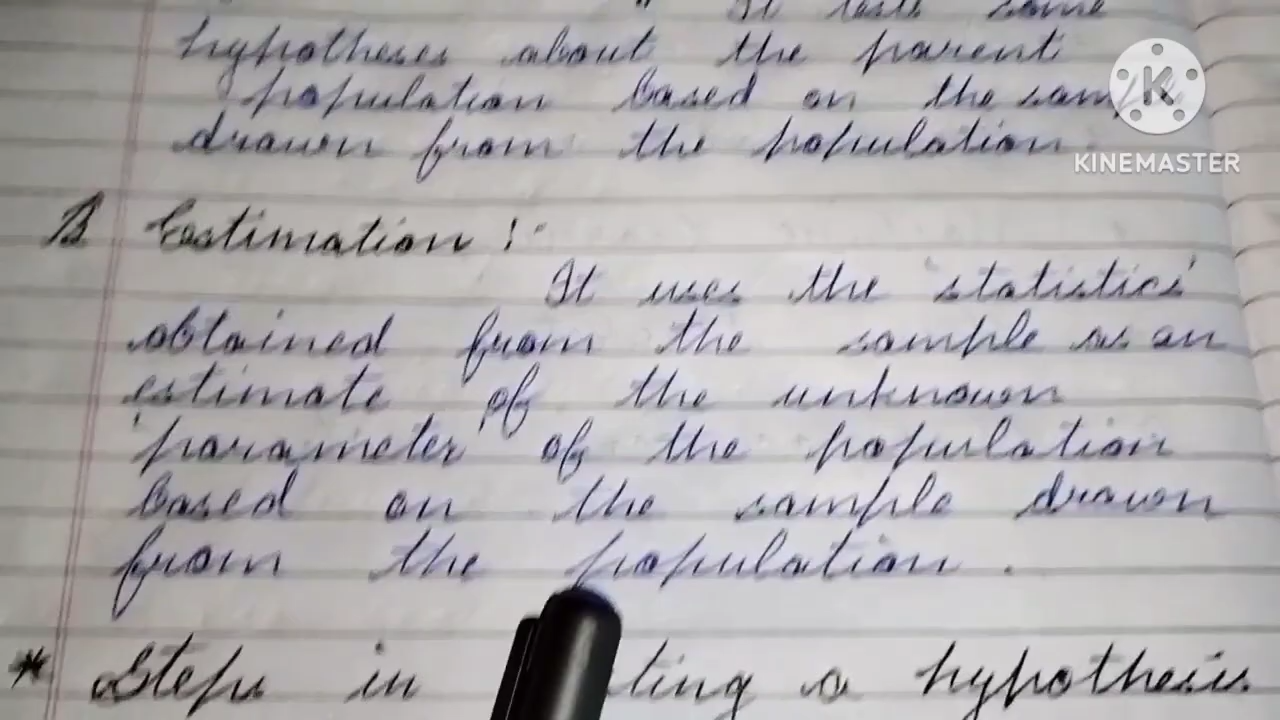 It tests some
hypotheses about the parent
population based on the sample
drawn from the population.
KINEMASTER
B Estimation :-
It uses the 'statistics'
obtained from the sample as an
estimate of the unknown
'parameter' of the population
based on the sample drawn
from the population.
* Steps in ting a hypothesis